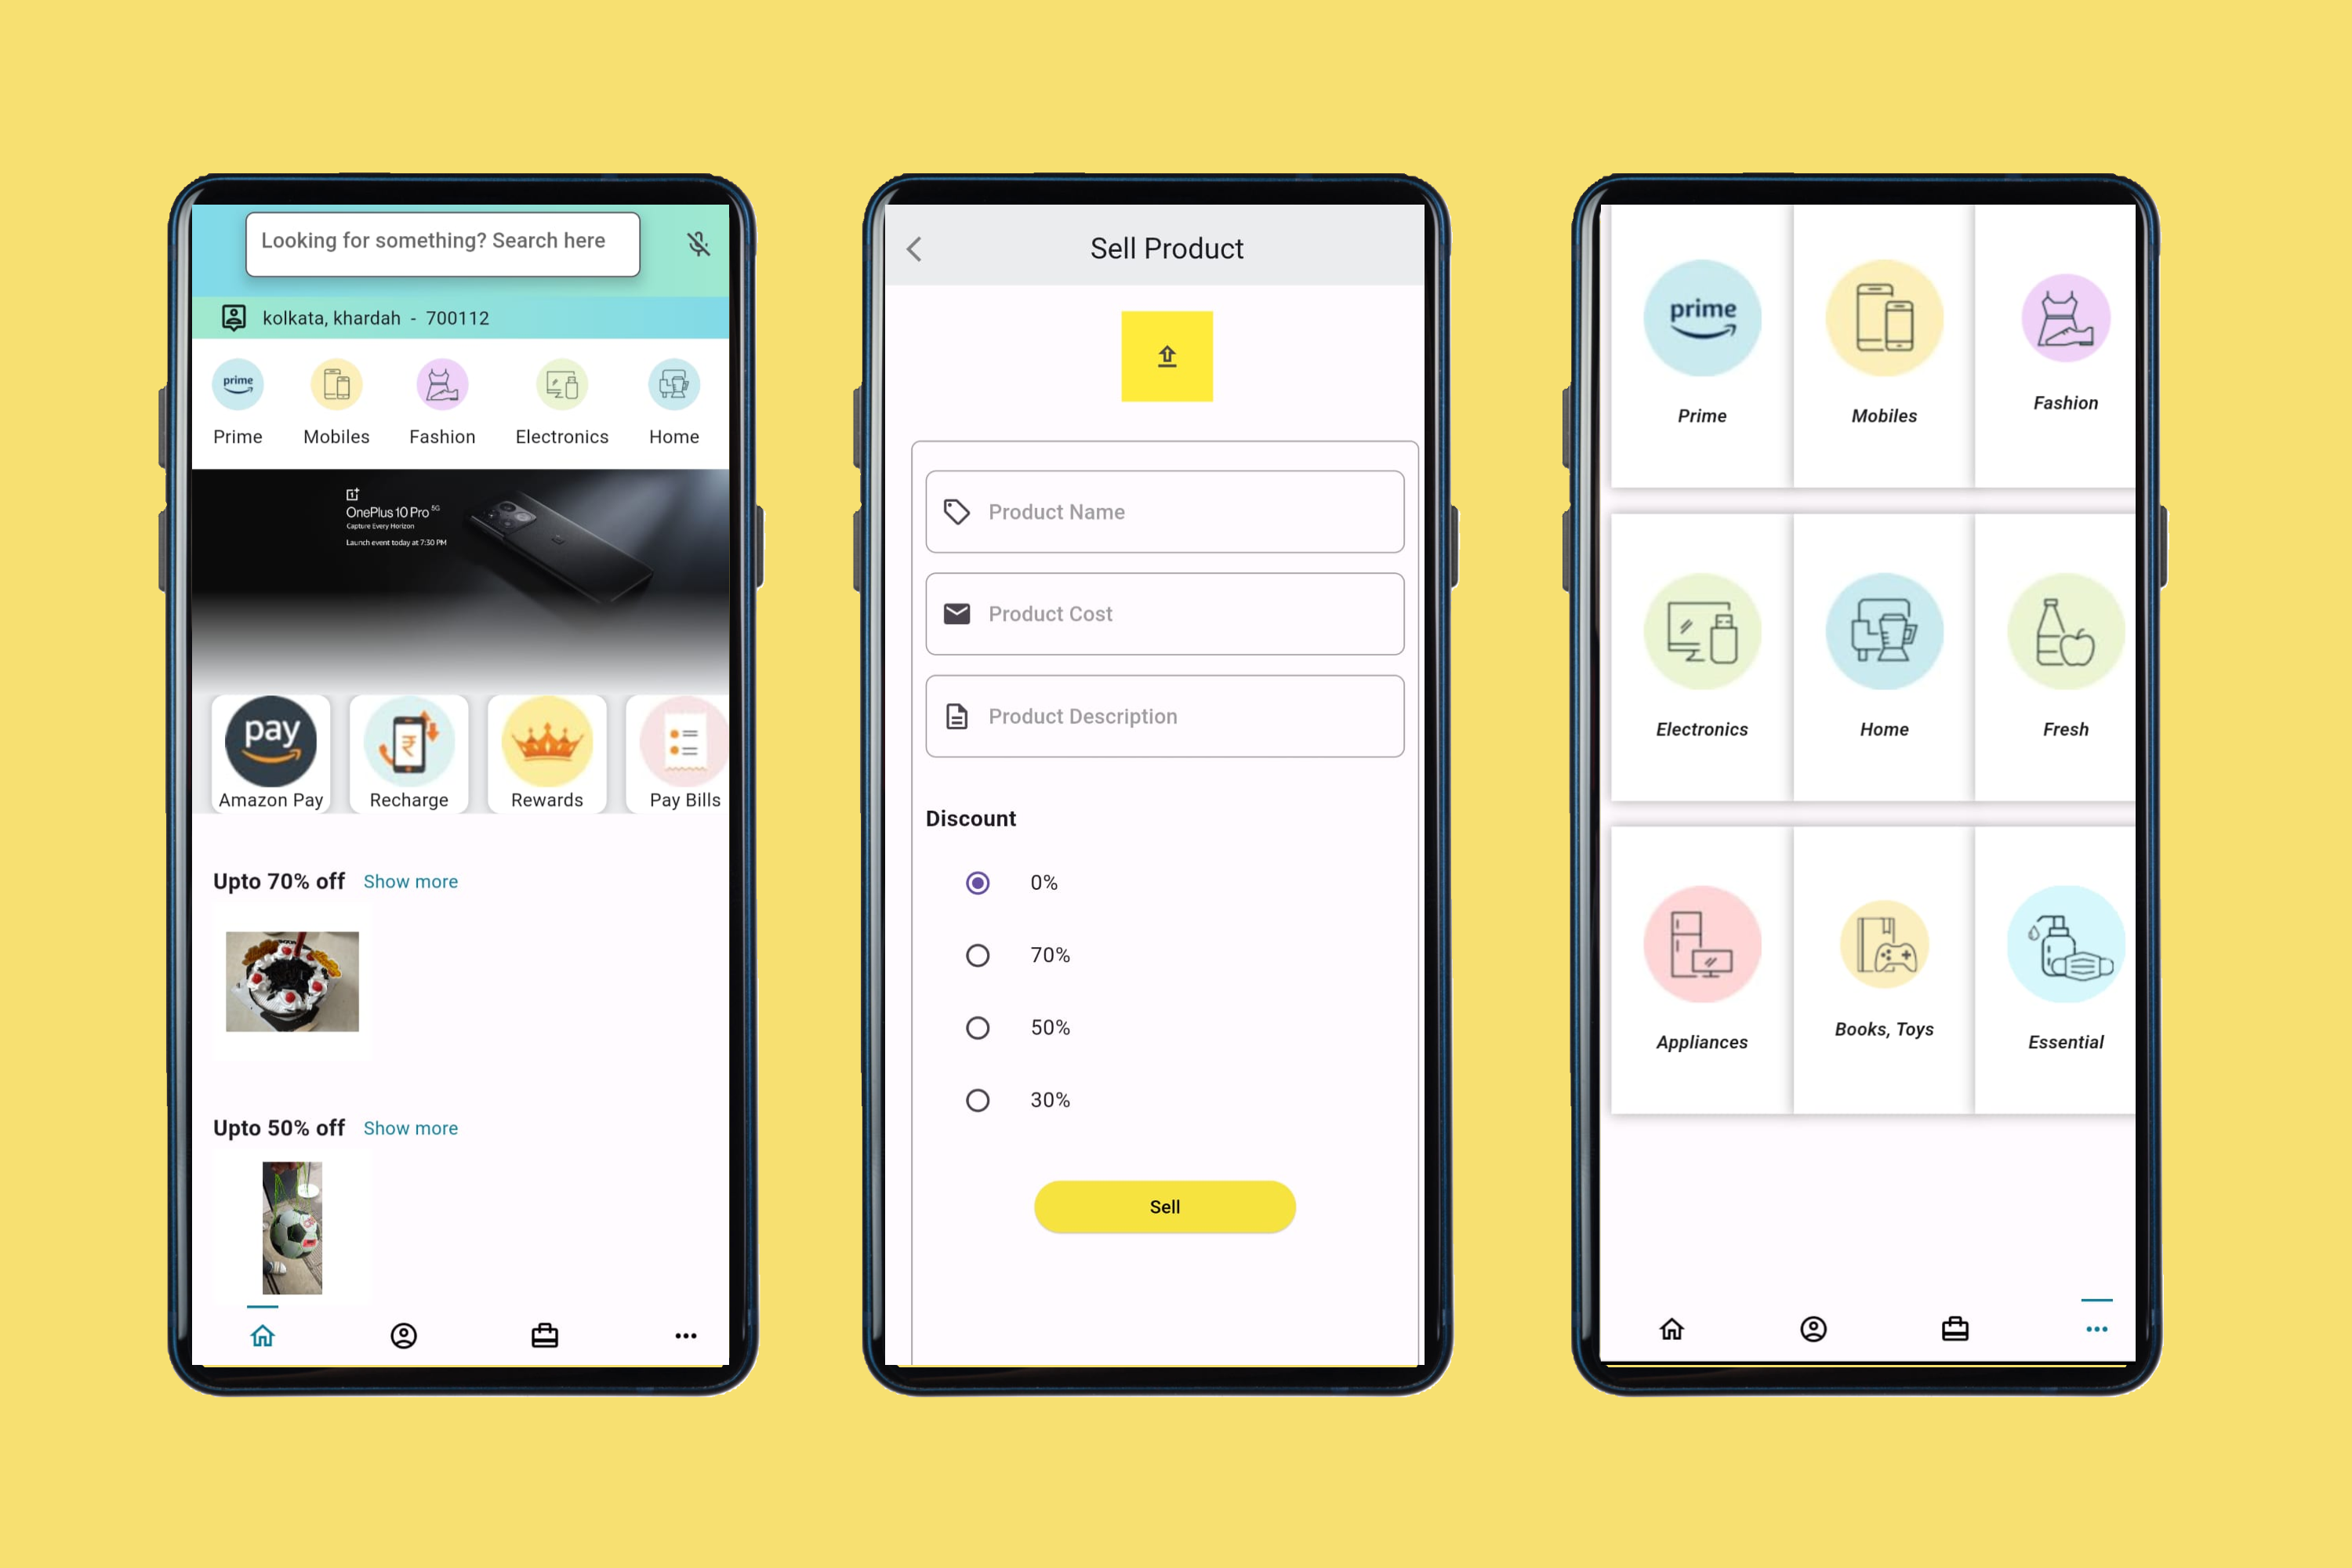 Looking for something? Search here
kolkata, khardah - 700112
prime
Prime
Mobiles
Fashion
Electronics
Home
OnePlus 10 Pro 5G
Capture Every Horizon
Launch event today at 7:30 PM
pay
₹
Amazon Pay
Recharge
Rewards
Pay Bills
Upto 70% off Show more
Upto 50% off Show more
Sell Product
Product Name
Product Cost
Product Description
Discount
0%
70%
50%
30%
Sell
prime
Prime
Mobiles
Fashion
Electronics
Home
Fresh
Appliances
Books, Toys
Essential